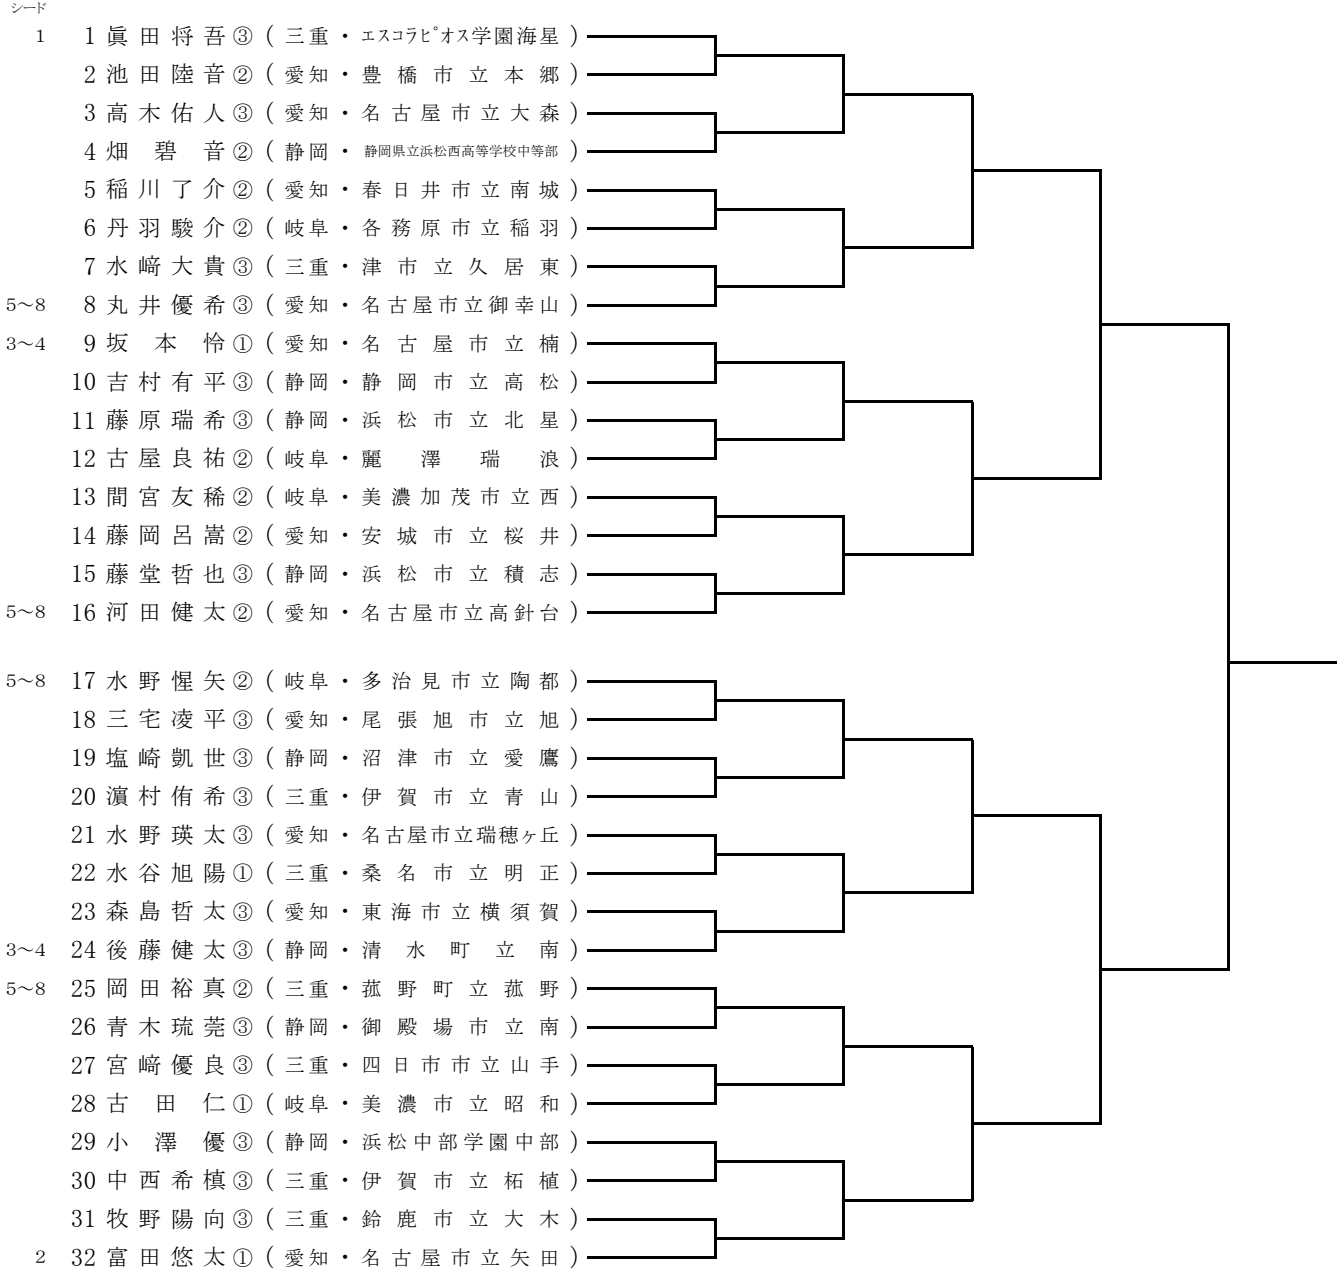 シード
1 1 眞田将吾③ (三重・エスコラピオス学園海星)
2 池田陸音② (愛知・豊橋市立本郷)
3 高木佑人③ (愛知・名古屋市立大森)
4 畑碧音② (静岡・静岡県立浜松西高等学校中等部)
5 稲川了介② (愛知・春日井市立南城)
6 丹羽駿介② (岐阜・各務原市立稲羽)
7 水﨑大貴③ (三重・津市立久居東)
5～8 8 丸井優希③ (愛知・名古屋市立御幸山)
3～4 9 坂本怜① (愛知・名古屋市立楠)
10 吉村有平③ (静岡・静岡市立高松)
11 藤原瑞希③ (静岡・浜松市立北星)
12 古屋良祐② (岐阜・麗澤瑞浪)
13 間宮友稀② (岐阜・美濃加茂市立西)
14 藤岡呂嵩② (愛知・安城市立桜井)
15 藤堂哲也③ (静岡・浜松市立積志)
5～8 16 河田健太② (愛知・名古屋市立高針台)
5～8 17 水野惺矢② (岐阜・多治見市立陶都)
18 三宅凌平③ (愛知・尾張旭市立旭)
19 塩崎凱世③ (静岡・沼津市立愛鷹)
20 濵村侑希③ (三重・伊賀市立青山)
21 水野瑛太③ (愛知・名古屋市立瑞穂ヶ丘)
22 水谷旭陽① (三重・桑名市立明正)
23 森島哲太③ (愛知・東海市立横須賀)
3～4 24 後藤健太③ (静岡・清水町立南)
5～8 25 岡田裕真② (三重・菰野町立菰野)
26 青木琉莞③ (静岡・御殿場市立南)
27 宮﨑優良③ (三重・四日市市立山手)
28 古田仁① (岐阜・美濃市立昭和)
29 小澤優③ (静岡・浜松中部学園中部)
30 中西希槙③ (三重・伊賀市立柘植)
31 牧野陽向③ (三重・鈴鹿市立大木)
2 32 富田悠太① (愛知・名古屋市立矢田)